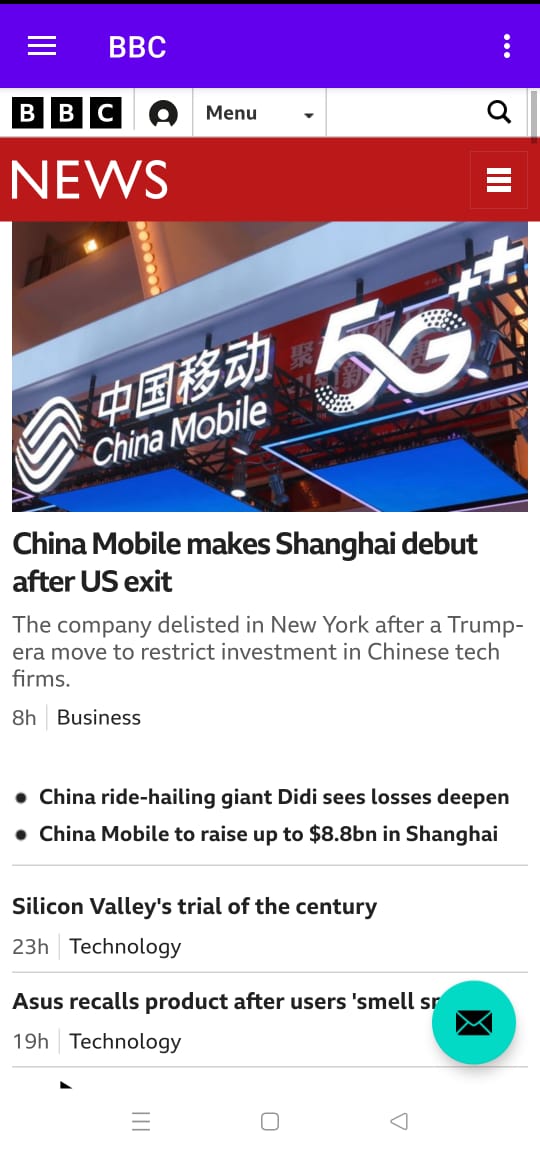 BBC
BBC
Menu
NEWS
中国移动
China Mobile
5G++
China Mobile makes Shanghai debut
after US exit
The company delisted in New York after a Trump-
era move to restrict investment in Chinese tech
firms.
8h Business
China ride-hailing giant Didi sees losses deepen
China Mobile to raise up to $8.8bn in Shanghai
Silicon Valley's trial of the century
23h Technology
Asus recalls product after users 'smell
19h Technology